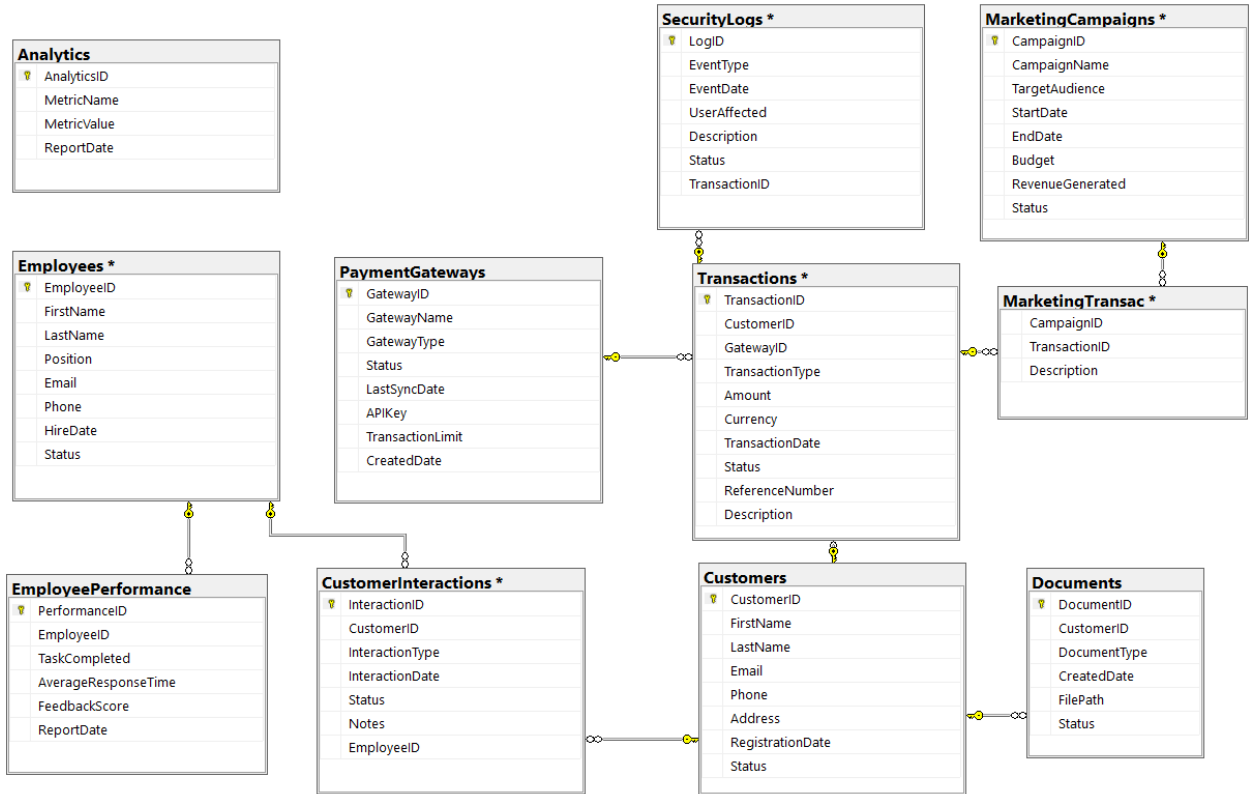 Analytics
AnalyticsID
MetricName
MetricValue
ReportDate
SecurityLogs *
LogID
EventType
EventDate
UserAffected
Description
Status
TransactionID
MarketingCampaigns *
CampaignID
CampaignName
TargetAudience
StartDate
EndDate
Budget
RevenueGenerated
Status
Employees *
EmployeeID
FirstName
LastName
Position
Email
Phone
HireDate
Status
PaymentGateways
GatewayID
GatewayName
GatewayType
Status
LastSyncDate
APIKey
TransactionLimit
CreatedDate
Transactions *
TransactionID
CustomerID
GatewayID
TransactionType
Amount
Currency
TransactionDate
Status
ReferenceNumber
Description
MarketingTransac *
CampaignID
TransactionID
Description
EmployeePerformance
PerformanceID
EmployeeID
TaskCompleted
AverageResponseTime
FeedbackScore
ReportDate
CustomerInteractions *
InteractionID
CustomerID
InteractionType
InteractionDate
Status
Notes
EmployeeID
Customers
CustomerID
FirstName
LastName
Email
Phone
Address
RegistrationDate
Status
Documents
DocumentID
CustomerID
DocumentType
CreatedDate
FilePath
Status